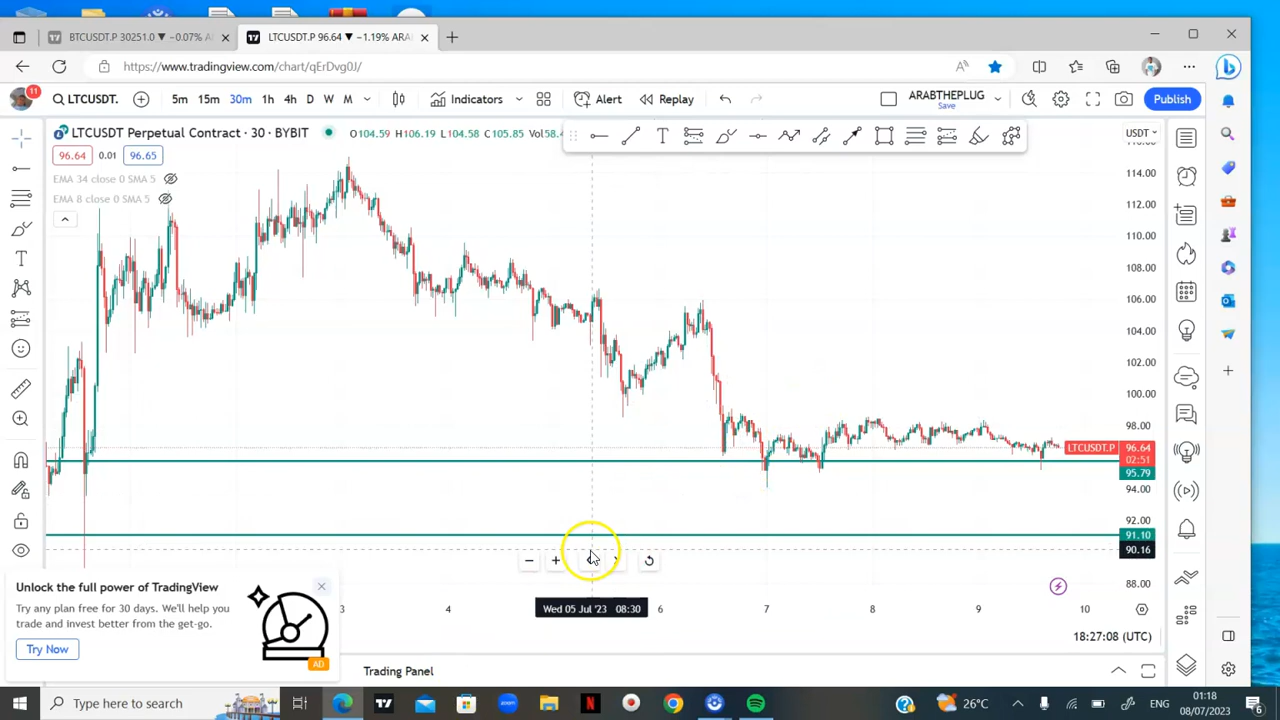 BTCUSDT.P 30251.0 ▼ −0.07% AR
LTCUSDT.P 96.64 ▼ −1.19% ARA
https://www.tradingview.com/chart/qErDvg0J/
11
LTCUSDT.
5m 15m 30m 1h 4h D W M
Indicators
Alert
Replay
ARABTHEPLUG
Save
Publish
LTCUSDT Perpetual Contract · 30 · BYBIT
O104.59 H106.19 L104.58 C105.85
USDT
96.64 0.01 96.65
EMA 34 close 0 SMA 5
EMA 8 close 0 SMA 5
114.00
112.00
110.00
108.00
106.00
104.00
102.00
100.00
98.00
LTCUSDT.P 96.64
02:51
95.79
94.00
92.00
91.10
90.16
88.00
Unlock the full power of TradingView
Try any plan free for 30 days. We'll help you
trade and invest better from the get-go.
Try Now
AD
3 4 Wed 05 Jul '23 08:30 6 7 8 9 10
18:27:08 (UTC)
Trading Panel
Type here to search
zoom
N
26°C
ENG
01:18
08/07/2023
6